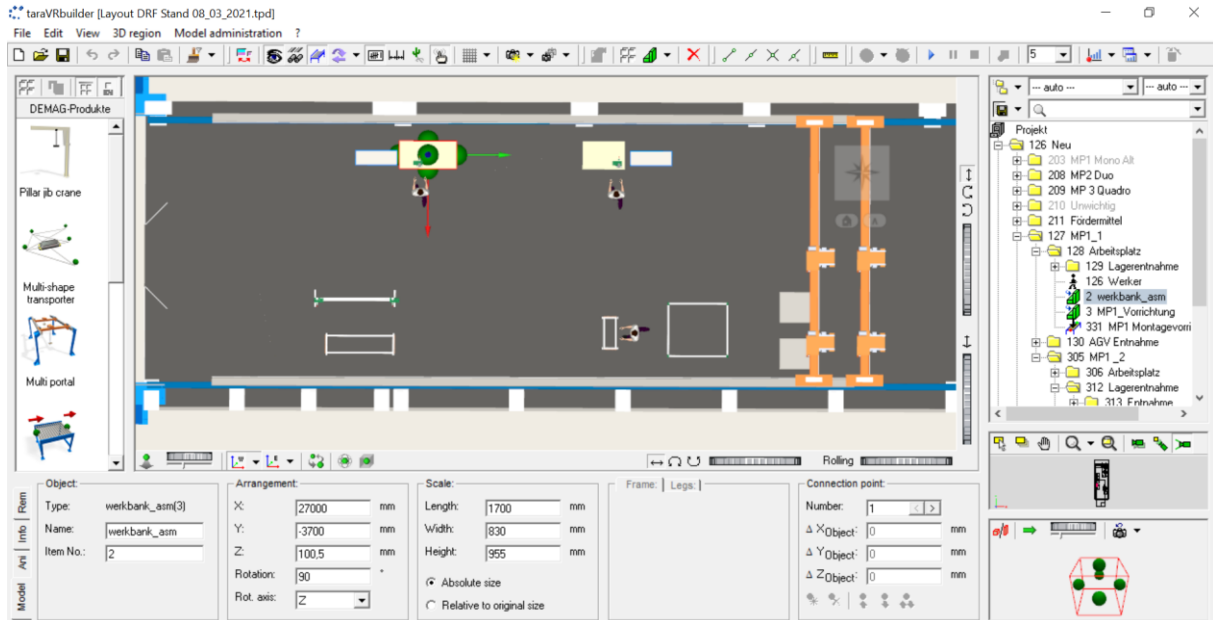 taraVRbuilder [Layout DRF Stand 08_03_2021.tpd]
File Edit View 3D region Model administration ?
5
DEMAG-Produkte
Pillar jib crane
Multi-shape
transporter
Multi portal
--- auto --- --- auto ---
Projekt
126 Neu
203 MP1 Mono Alt
208 MP2 Duo
209 MP 3 Quadro
210 Unwichtig
211 Fördermittel
127 MP1_1
128 Arbeitsplatz
129 Lagerentnahme
126 Werker
2 werkbank_asm
3 MP1_Vorrichtung
331 MP1 Montagevorri
130 AGV Entnahme
305 MP1 _2
306 Arbeitsplatz
312 Lagerentnahme
313 Entnahme
Rolling
Rem
Info
Ani
Model
Object:
Type: werkbank_asm(3)
Name: werkbank_asm
Item No.: 2
Arrangement:
X: 27000 mm
Y: -3700 mm
Z: 100,5 mm
Rotation: 90 °
Rot. axis: Z
Scale:
Length: 1700 mm
Width: 830 mm
Height: 955 mm
Absolute size
Relative to original size
Frame: Legs:
Connection point:
Number: 1
Δ XObject: 0 mm
Δ YObject: 0 mm
Δ ZObject: 0 mm